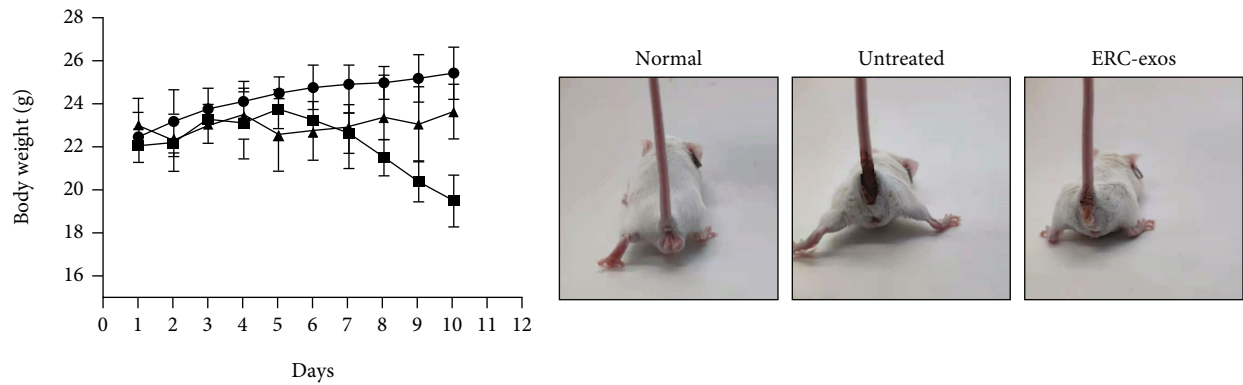 28
26
24
22
20
18
16
Body weight (g)
0 1 2 3 4 5 6 7 8 9 10 11 12
Days
Normal
Untreated
ERC-exos